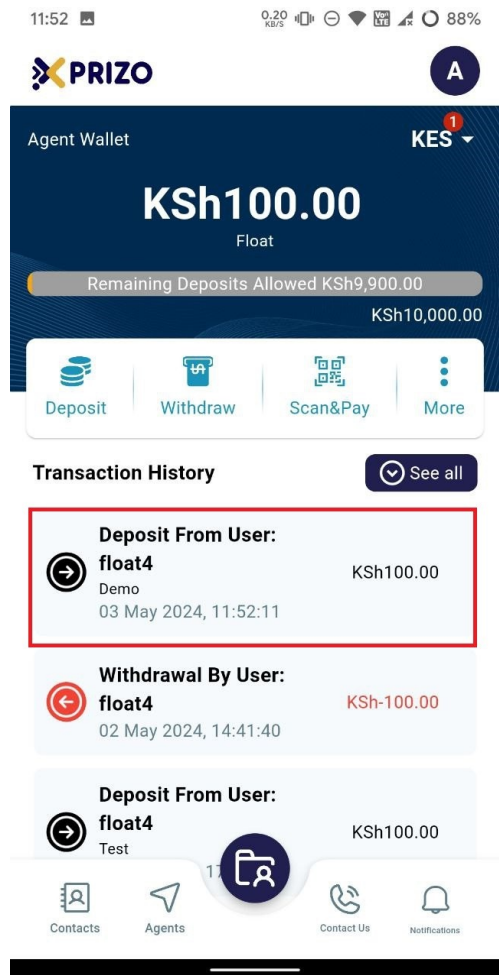 11:52
0.20 KB/S Vo) LTE 88%
PRIZO
A
Agent Wallet
KES 1
KSh100.00
Float
Remaining Deposits Allowed KSh9,900.00
KSh10,000.00
Deposit Withdraw Scan&Pay More
Transaction History
See all
Deposit From User:
float4
KSh100.00
Demo
03 May 2024, 11:52:11
Withdrawal By User:
float4
KSh-100.00
02 May 2024, 14:41:40
Deposit From User:
float4
KSh100.00
Test
17
Contacts Agents Contact Us Notifications